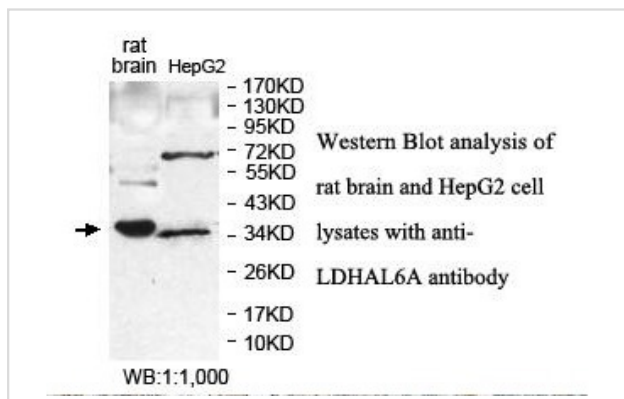 rat
brain HepG2
- 170KD
- 130KD
- 95KD
- 72KD
- 55KD
- 43KD
- 34KD
- 26KD
- 17KD
- 10KD
Western Blot analysis of
rat brain and HepG2 cell
lysates with anti-
LDHAL6A antibody
WB:1:1,000